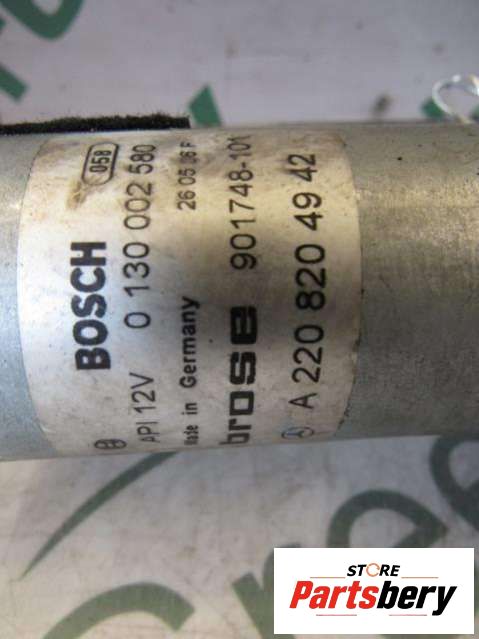 058
BOSCH
API 12V 0 130 002 580
Made in Germany 26 05 06 F
brose 901748-101
A 220 820 49 42
STORE
Partsbery